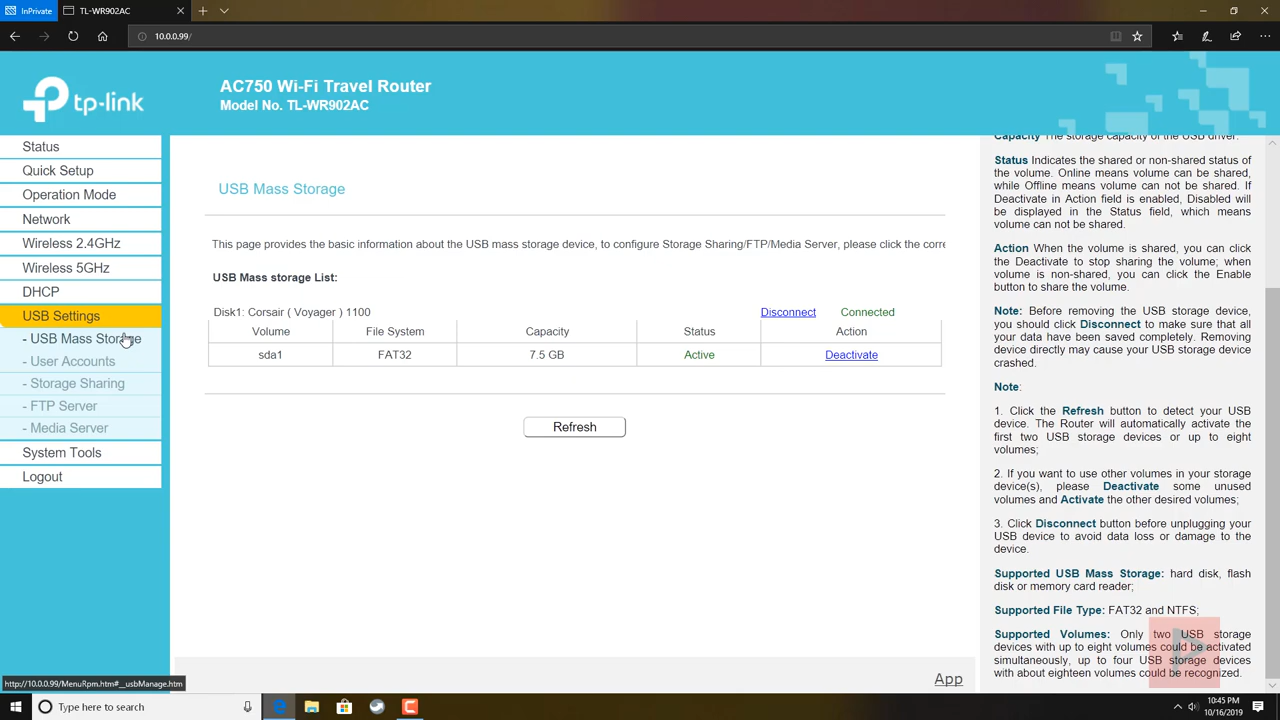 InPrivate
TL-WR902AC
10.0.0.99/
tp-link
AC750 Wi-Fi Travel Router
Model No. TL-WR902AC
Status
Quick Setup
Operation Mode
Network
Wireless 2.4GHz
Wireless 5GHz
DHCP
USB Settings
- USB Mass Storage
- User Accounts
- Storage Sharing
- FTP Server
- Media Server
System Tools
Logout
USB Mass Storage
This page provides the basic information about the USB mass storage device, to configure Storage Sharing/FTP/Media Server, please click the corre
USB Mass storage List:
Disk1: Corsair ( Voyager ) 1100 Disconnect Connected
Volume File System Capacity Status Action
sda1 FAT32 7.5 GB Active Deactivate
Refresh
App
Capacity The storage capacity of the USB driver.
Status Indicates the shared or non-shared status of
the volume. Online means volume can be shared,
while Offline means volume can not be shared. If
Deactivate in Action field is enabled, Disabled will
be displayed in the Status field, which means
volume can not be shared.
Action When the volume is shared, you can click
the Deactivate to stop sharing the volume; when
volume is non-shared, you can click the Enable
button to share the volume.
Note: Before removing the USB storage device,
you should click Disconnect to make sure that all
your data have been saved completely. Removing
device directly may cause your USB storage device
crashed.
Note:
1. Click the Refresh button to detect your USB
device. The Router will automatically activate the
first two USB storage devices or up to eight
volumes;
2. If you want to use other volumes in your storage
device(s), please Deactivate some unused
volumes and Activate the other desired volumes;
3. Click Disconnect button before unplugging your
USB device to avoid data loss or damage to the
device.
Supported USB Mass Storage: hard disk, flash
disk or memory card reader;
Supported File Type: FAT32 and NTFS;
Supported Volumes: Only two USB storage
devices with up to eight volumes could be activated
simultaneously, up to four USB storage devices
with about eighteen volumes could be recognized.
http://10.0.0.99/MenuRpm.htm#__usbManage.htm
Type here to search
10:45 PM
10/16/2019